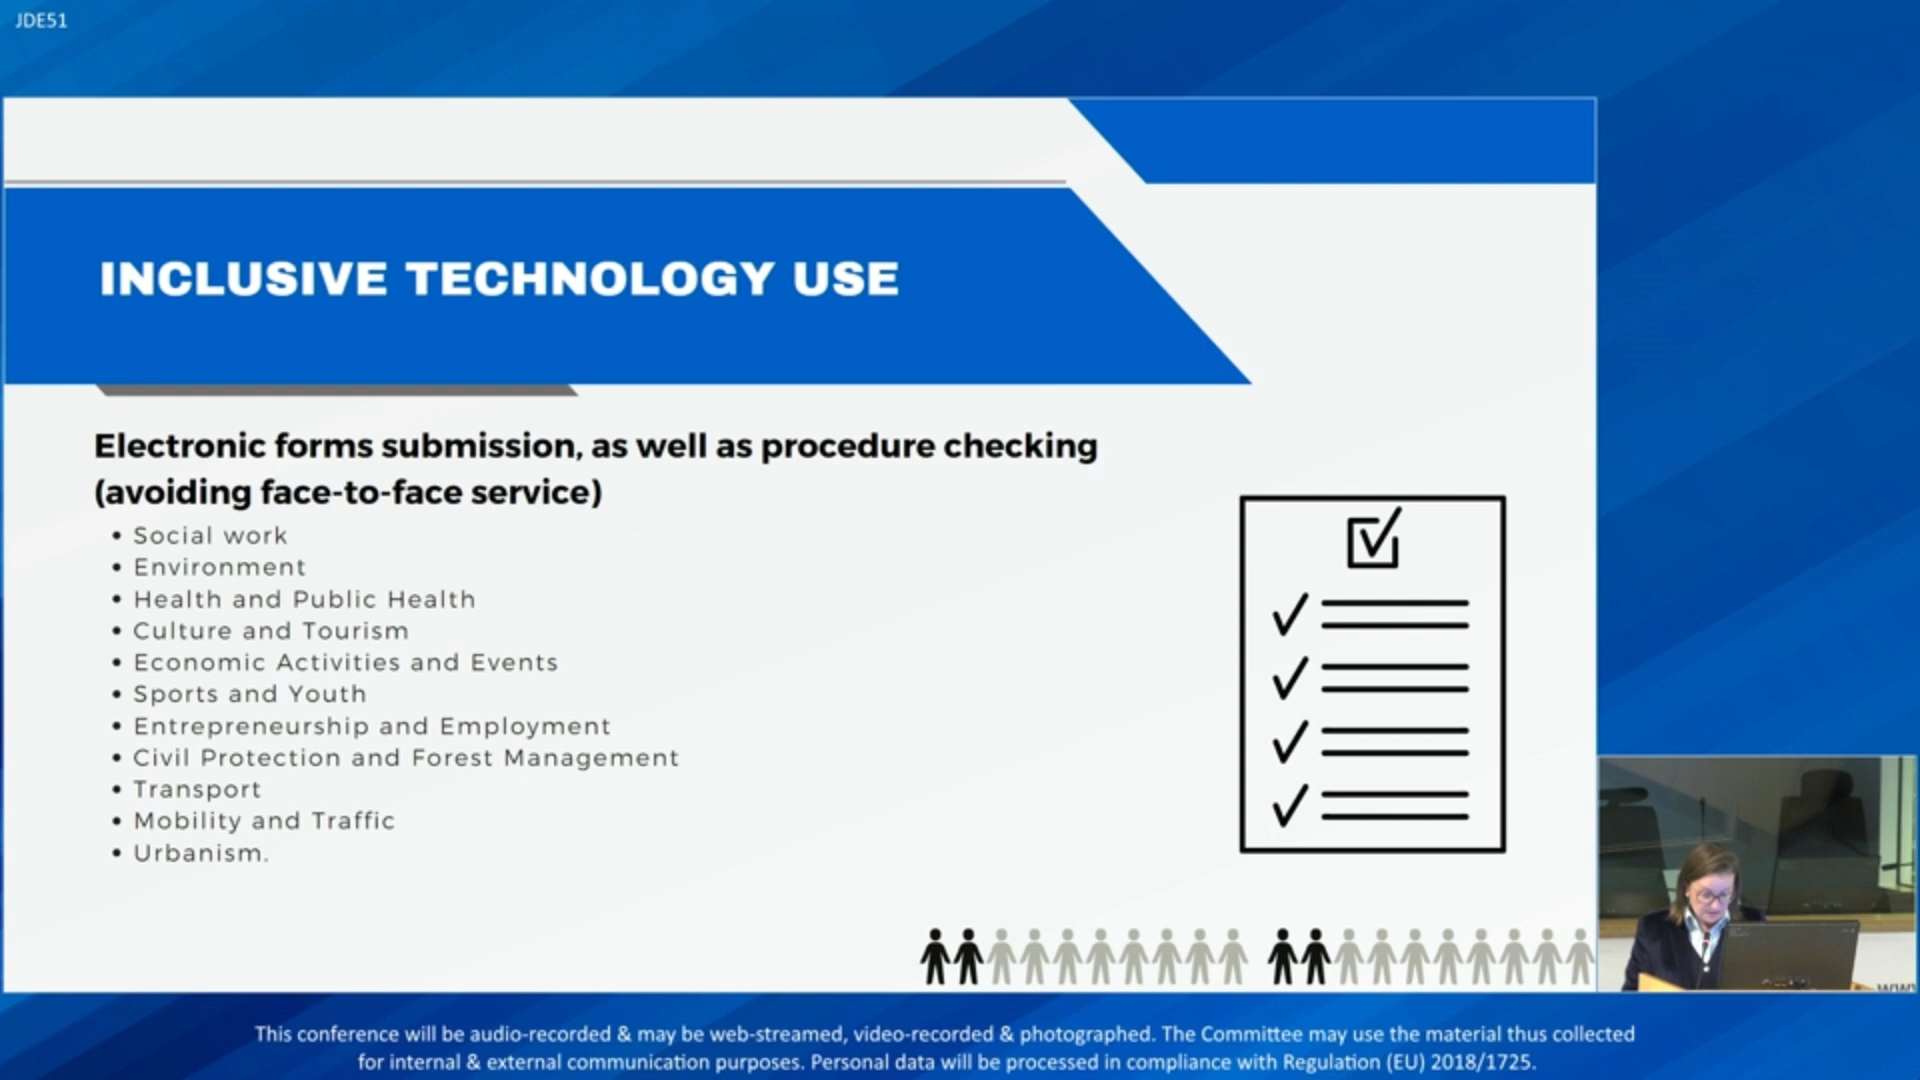 JDE51
INCLUSIVE TECHNOLOGY USE
Electronic forms submission, as well as procedure checking
(avoiding face-to-face service)
• Social work
• Environment
• Health and Public Health
• Culture and Tourism
• Economic Activities and Events
• Sports and Youth
• Entrepreneurship and Employment
• Civil Protection and Forest Management
• Transport
• Mobility and Traffic
• Urbanism.
This conference will be audio-recorded & may be web-streamed, video-recorded & photographed. The Committee may use the material thus collected
for internal & external communication purposes. Personal data will be processed in compliance with Regulation (EU) 2018/1725.